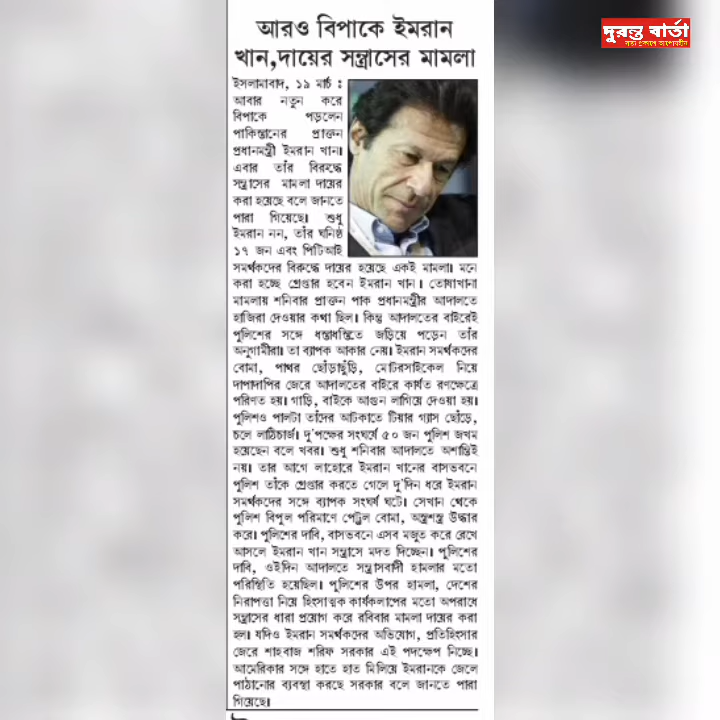 দুরন্ত বার্তা
সত্য প্রকাশে আপোষহীন
আরও বিপাকে ইমরান
খান,দায়ের সন্ত্রাসের মামলা
ইসলামাবাদ, ১৯ মার্চ :
আবার নতুন করে
বিপাকে পড়লেন
পাকিস্তানের প্রাক্তন
প্রধানমন্ত্রী ইমরান খান।
এবার তাঁর বিরুদ্ধে
সন্ত্রাসের মামলা দায়ের
করা হয়েছে বলে জানতে
পারা গিয়েছে। শুধু
ইমরান নন, তাঁর ঘনিষ্ঠ
১৭ জন এবং পিটিআই
সমর্থকদের বিরুদ্ধে দায়ের হয়েছে একই মামলা। মনে
করা হচ্ছে গ্রেপ্তার হবেন ইমরান খান। তোষাখানা
মামলায় শনিবার প্রাক্তন পাক প্রধানমন্ত্রীর আদালতে
হাজিরা দেওয়ার কথা ছিল। কিন্তু আদালতের বাইরেই
পুলিশের সঙ্গে ধস্তাধস্তিতে জড়িয়ে পড়েন তাঁর
অনুগামীরা। তা ব্যাপক আকার নেয়। ইমরান সমর্থকদের
বোমা, পাথর ছোঁড়াছুঁড়ি, মোটরসাইকেল নিয়ে
দাপাদাপির জেরে আদালতের বাইরে কার্যত রণক্ষেত্রে
পরিণত হয়। গাড়ি, বাইকে আগুন লাগিয়ে দেওয়া হয়।
পুলিশও পালটা তাঁদের আটকাতে টিয়ার গ্যাস ছোঁড়ে,
চলে লাঠিচার্জ। দু'পক্ষের সংঘর্ষে ৫০ জন পুলিশ জখম
হয়েছেন বলে খবর। শুধু শনিবার আদালতে অশান্তিই
নয়। তার আগে লাহোরে ইমরান খানের বাসভবনে
পুলিশ তাঁকে গ্রেপ্তার করতে গেলে দু'দিন ধরে ইমরান
সমর্থকদের সঙ্গে ব্যাপক সংঘর্ষ ঘটে। সেখান থেকে
পুলিশ বিপুল পরিমাণে পেট্রল বোমা, অস্ত্রশস্ত্র উদ্ধার
করে। পুলিশের দাবি, বাসভবনে এসব মজুত করে রেখে
আসলে ইমরান খান সন্ত্রাসে মদত দিচ্ছেন। পুলিশের
দাবি, ওইদিন আদালতে সন্ত্রাসবাদী হামলার মতো
পরিস্থিতি হয়েছিল। পুলিশের উপর হামলা, দেশের
নিরাপত্তা নিয়ে হিংসাত্মক কার্যকলাপের মতো অপরাধে
সন্ত্রাসের ধারা প্রয়োগ করে রবিবার মামলা দায়ের করা
হল। যদিও ইমরান সমর্থকদের অভিযোগ, প্রতিহিংসার
জেরে শাহবাজ শরিফ সরকার এই পদক্ষেপ নিচ্ছে।
আমেরিকার সঙ্গে হাতে হাত মিলিয়ে ইমরানকে জেলে
পাঠানোর ব্যবস্থা করছে সরকার বলে জানতে পারা
গিয়েছে।